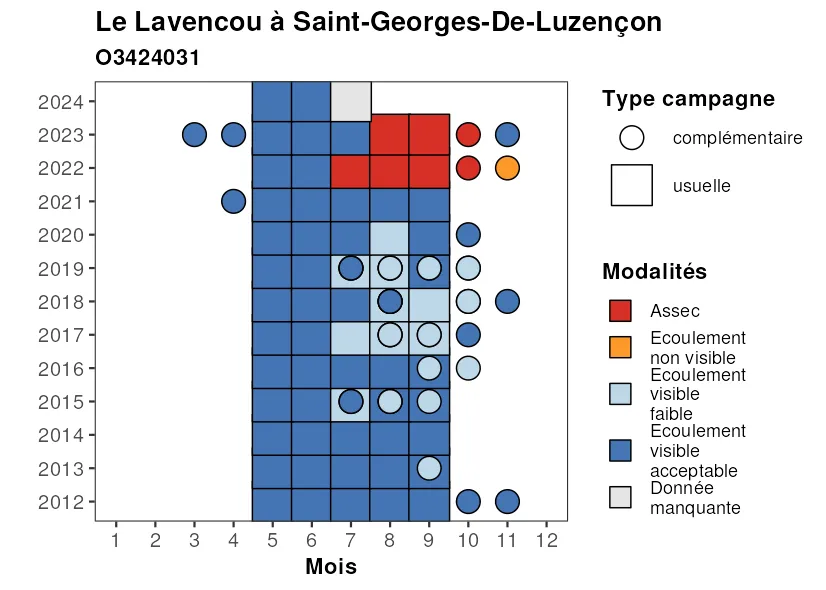 Le Lavencou à Saint-Georges-De-Luzençon
O3424031
2024
2023
2022
2021
2020
2019
2018
2017
2016
2015
2014
2013
2012
1 2 3 4 5 6 7 8 9 10 11 12
Mois
Type campagne
complémentaire
usuelle
Modalités
Assec
Ecoulement
non visible
Ecoulement
visible
faible
Ecoulement
visible
acceptable
Donnée
manquante